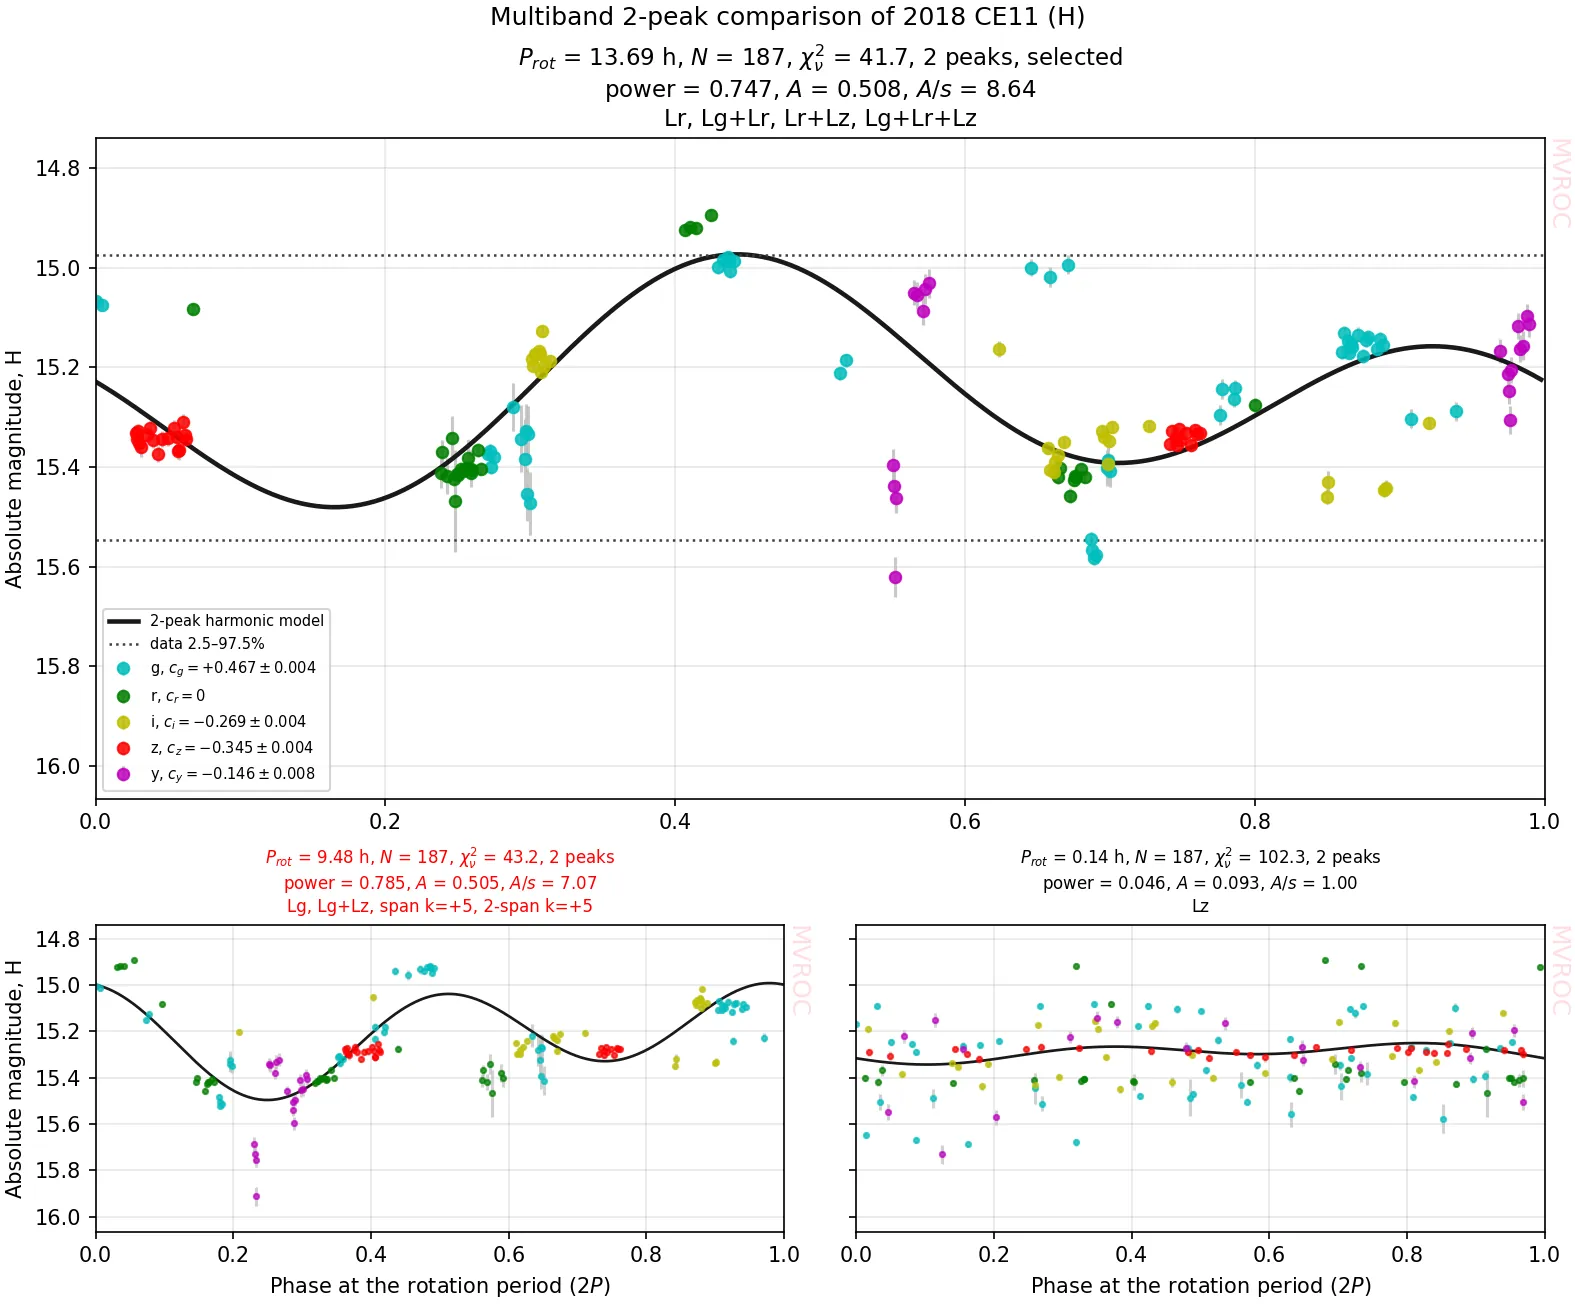 Multiband 2-peak comparison of 2018 CE11 (H)
P_rot = 13.69 h, N = 187, χ²_ν = 41.7, 2 peaks, selected
power = 0.747, A = 0.508, A/s = 8.64
Lr, Lg+Lr, Lr+Lz, Lg+Lr+Lz
MVROC
Absolute magnitude, H
14.8
15.0
15.2
15.4
15.6
15.8
16.0
2-peak harmonic model
data 2.5–97.5%
g, c_g = +0.467 ± 0.004
r, c_r = 0
i, c_i = −0.269 ± 0.004
z, c_z = −0.345 ± 0.004
y, c_y = −0.146 ± 0.008
0.0 0.2 0.4 0.6 0.8 1.0
P_rot = 9.48 h, N = 187, χ²_ν = 43.2, 2 peaks
power = 0.785, A = 0.505, A/s = 7.07
Lg, Lg+Lz, span k=+5, 2-span k=+5
MVROC
Absolute magnitude, H
14.8
15.0
15.2
15.4
15.6
15.8
16.0
0.0 0.2 0.4 0.6 0.8 1.0
Phase at the rotation period (2P)
P_rot = 0.14 h, N = 187, χ²_ν = 102.3, 2 peaks
power = 0.046, A = 0.093, A/s = 1.00
Lz
MVROC
0.0 0.2 0.4 0.6 0.8 1.0
Phase at the rotation period (2P)